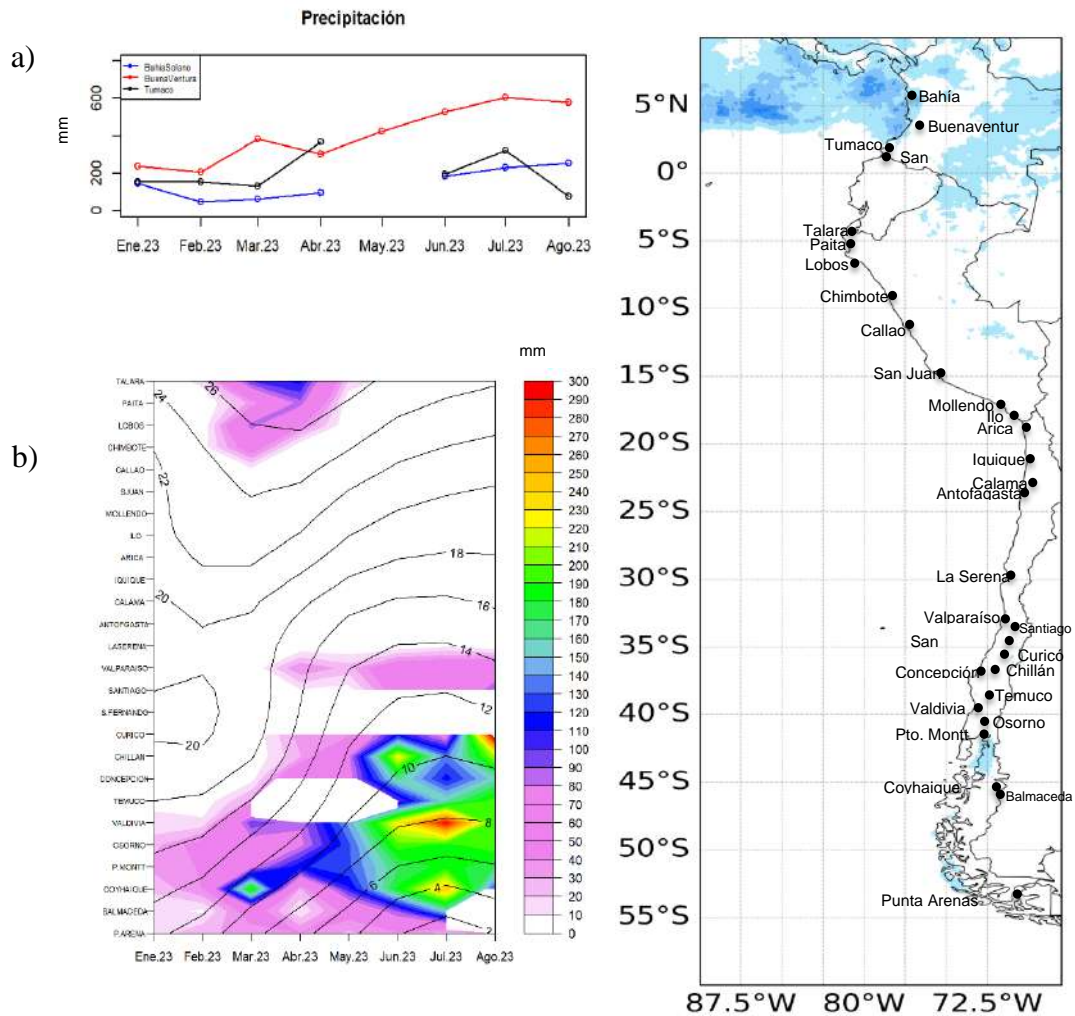 Precipitación
a)
BahiaSolano
BuenaVentura
Tumaco
mm
600
200
0
Ene.23 Feb.23 Mar.23 Abr.23 May.23 Jun.23 Jul.23 Ago.23
b)
mm
TALARA
PAITA
LOBOS
CHIMBOTE
CALLAO
SJUAN
MOLLENDO
ILO
ARICA
IQUIQUE
CALAMA
ANTOFGASTA
LASERENA
VALPARAISO
SANTIAGO
S.FERNANDO
CURICO
CHILLAN
CONCEPCION
TEMUCO
VALDIVIA
OSORNO
P.MONTT
COYHAIQUE
BALMACEDA
P.ARENA
24
26
22
20
18
16
14
12
20
10
8
6
4
2
Ene.23 Feb.23 Mar.23 Abr.23 May.23 Jun.23 Jul.23 Ago.23
300
290
280
270
260
250
240
230
220
210
200
190
180
170
160
150
140
130
120
110
100
90
80
70
60
50
40
30
20
10
0
5°N
0°
5°S
10°S
15°S
20°S
25°S
30°S
35°S
40°S
45°S
50°S
55°S
Bahía
Buenaventur
Tumaco
San
Talara
Paita
Lobos
Chimbote
Callao
San Juan
Mollendo
Ilo
Arica
Iquique
Calama
Antofagasta
La Serena
Valparaíso
Santiago
San
Curicó
Concepción
Chillán
Temuco
Valdivia
Osorno
Pto. Montt
Coyhaique
Balmaceda
Punta Arenas
87.5°W 80°W 72.5°W